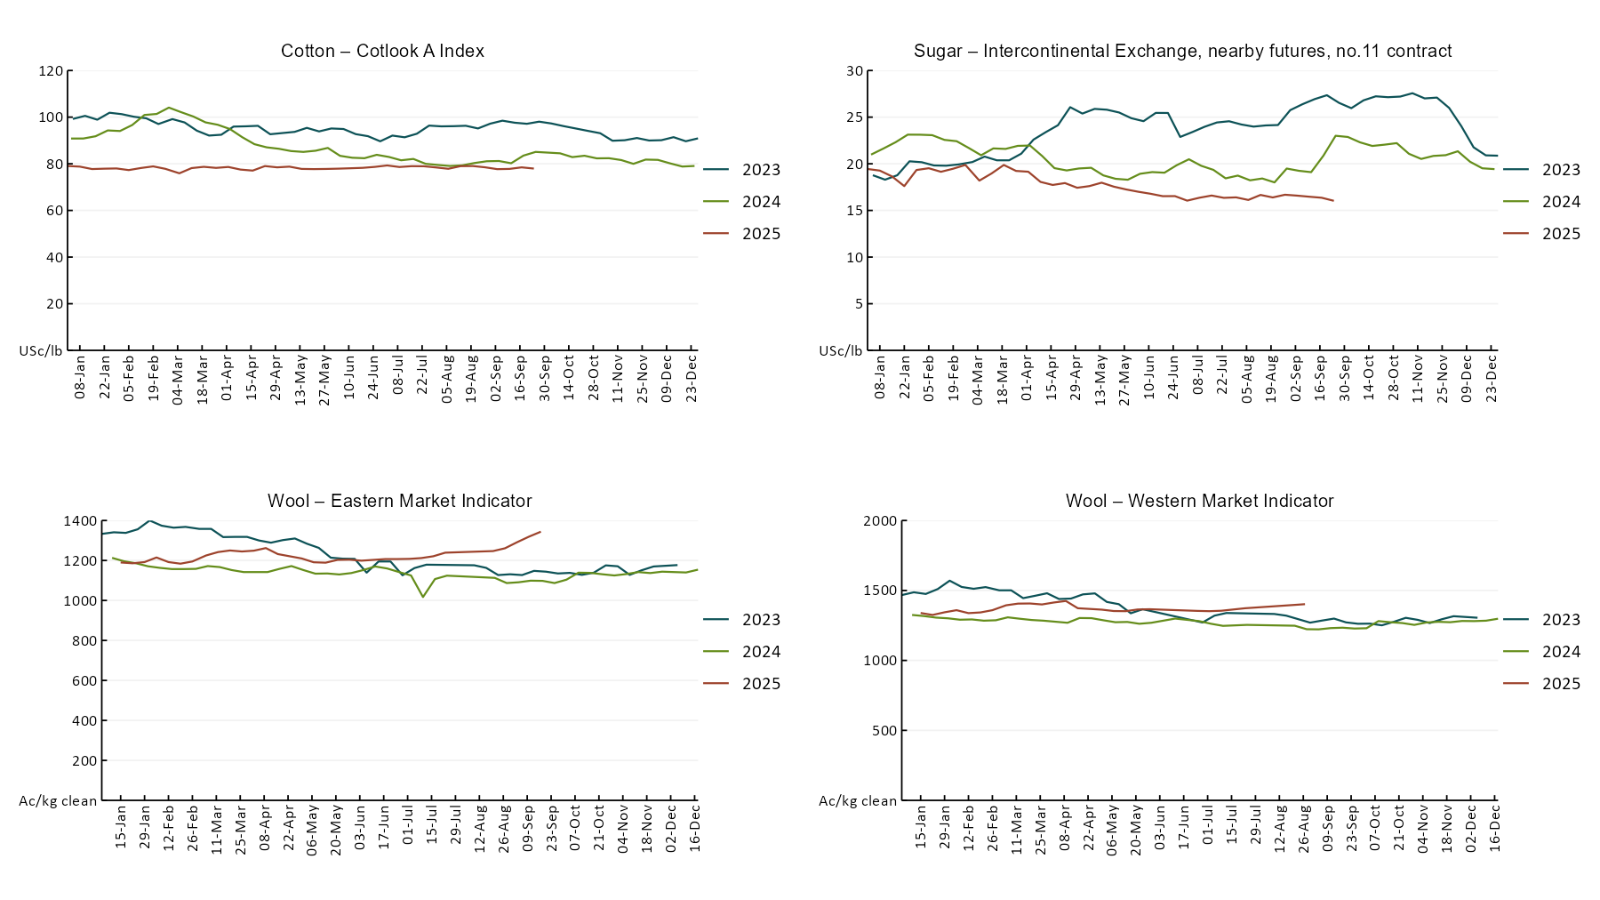 Cotton – Cotlook A Index
120
100
80
60
40
20
USc/lb
08-Jan
22-Jan
05-Feb
19-Feb
04-Mar
18-Mar
01-Apr
15-Apr
29-Apr
13-May
27-May
10-Jun
24-Jun
08-Jul
22-Jul
05-Aug
19-Aug
02-Sep
16-Sep
30-Sep
14-Oct
28-Oct
11-Nov
25-Nov
09-Dec
23-Dec
2023
2024
2025
Sugar – Intercontinental Exchange, nearby futures, no.11 contract
30
25
20
15
10
5
USc/lb
08-Jan
22-Jan
05-Feb
19-Feb
04-Mar
18-Mar
01-Apr
15-Apr
29-Apr
13-May
27-May
10-Jun
24-Jun
08-Jul
22-Jul
05-Aug
19-Aug
02-Sep
16-Sep
30-Sep
14-Oct
28-Oct
11-Nov
25-Nov
09-Dec
23-Dec
2023
2024
2025
Wool – Eastern Market Indicator
1400
1200
1000
800
600
400
200
Ac/kg clean
15-Jan
29-Jan
12-Feb
26-Feb
11-Mar
25-Mar
08-Apr
22-Apr
06-May
20-May
03-Jun
17-Jun
01-Jul
15-Jul
29-Jul
12-Aug
26-Aug
09-Sep
23-Sep
07-Oct
21-Oct
04-Nov
18-Nov
02-Dec
16-Dec
2023
2024
2025
Wool – Western Market Indicator
2000
1500
1000
500
Ac/kg clean
15-Jan
29-Jan
12-Feb
26-Feb
11-Mar
25-Mar
08-Apr
22-Apr
06-May
20-May
03-Jun
17-Jun
01-Jul
15-Jul
29-Jul
12-Aug
26-Aug
09-Sep
23-Sep
07-Oct
21-Oct
04-Nov
18-Nov
02-Dec
16-Dec
2023
2024
2025